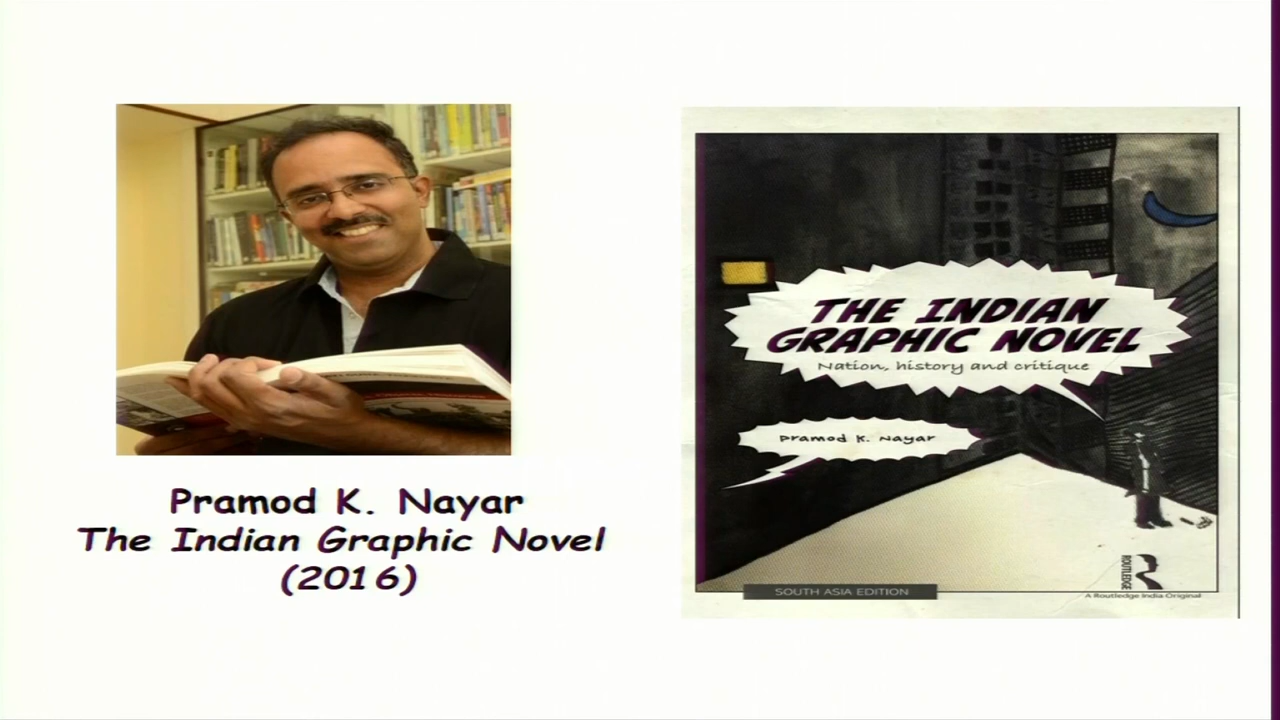 Pramod K. Nayar
The Indian Graphic Novel
(2016)
THE INDIAN
GRAPHIC NOVEL
Nation, history and critique
Pramod K. Nayar
ROUTLEDGE
SOUTH ASIA EDITION
A Routledge India Original